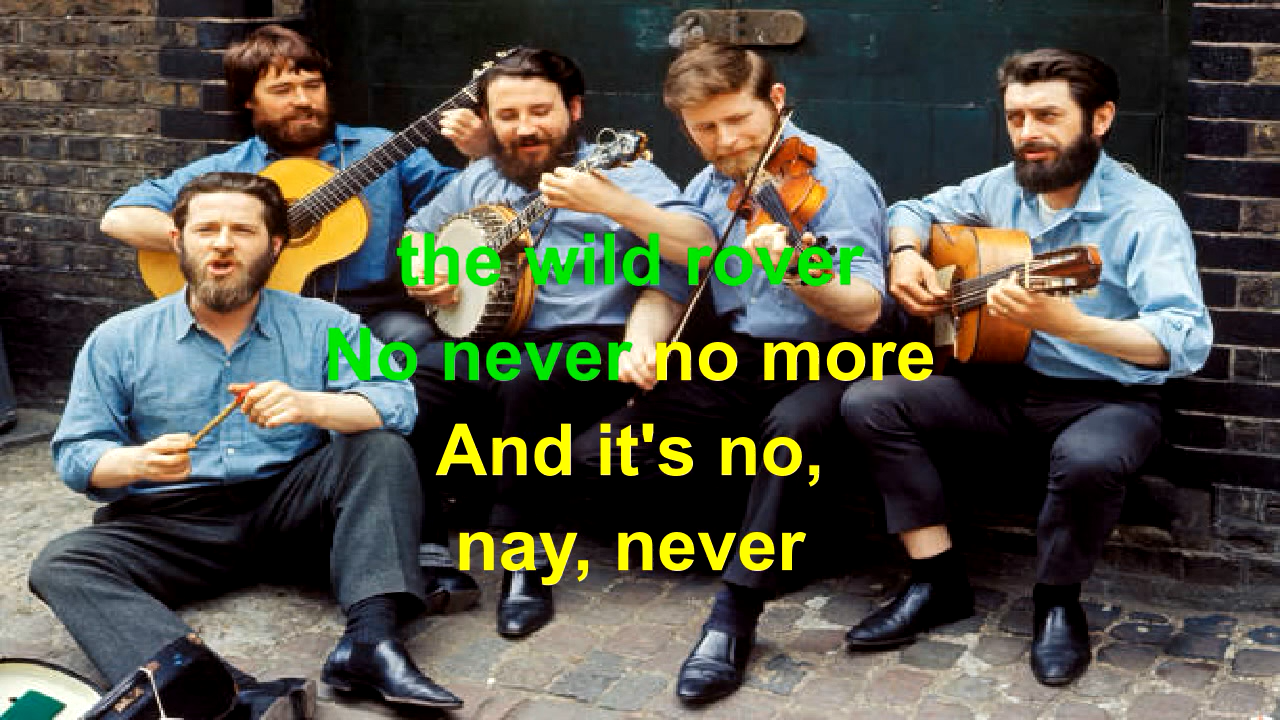 the wild rover
No never no more
And it's no,
nay, never